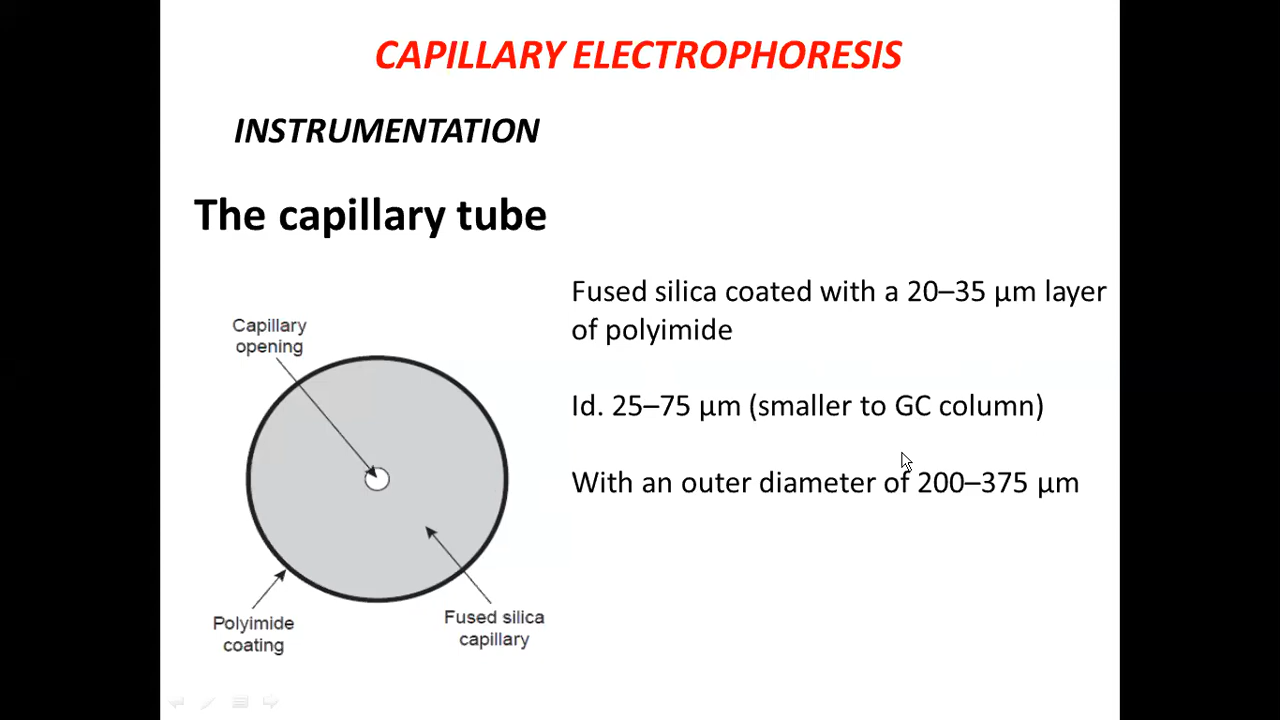 CAPILLARY ELECTROPHORESIS
INSTRUMENTATION
The capillary tube
Fused silica coated with a 20–35 μm layer
of polyimide
Id. 25–75 μm (smaller to GC column)
With an outer diameter of 200–375 μm
Capillary
opening
Polyimide
coating
Fused silica
capillary